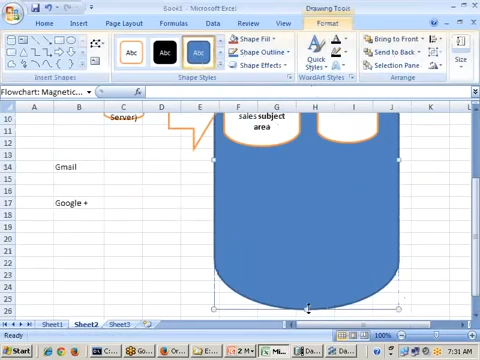 Book1 - Microsoft Excel
Drawing Tools
Home
Insert
Page Layout
Formulas
Data
Review
View
Format
Abc
Abc
Abc
Shape Fill
Shape Outline
Shape Effects
Quick Styles
Bring to Front
Send to Back
Selection Pane
Size
Insert Shapes
Shape Styles
WordArt Styles
Arrange
Flowchart: Magnetic...
A B C D E F G H I J K L
10
11
12
13
14
15
16
17
18
19
20
21
22
23
24
25
26
Server)
sales subject
area
Gmail
Google +
Sheet1
Sheet2
Sheet3
Ready
100%
Start
7:31 AM